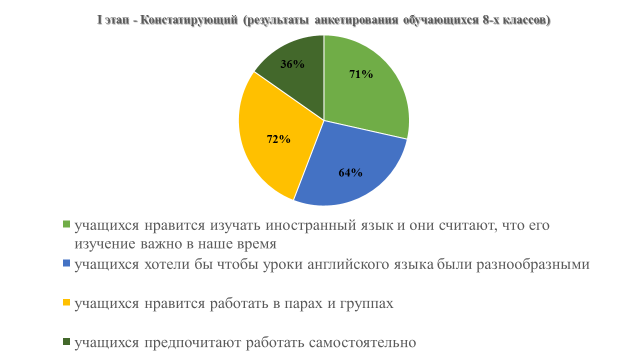 I этап - Констатирующий (результаты анкетирования обучающихся 8-х классов)
36%
71%
72%
64%
учащихся нравится изучать иностранный язык и они считают, что его
изучение важно в наше время
учащихся хотели бы чтобы уроки английского языка были разнообразными
учащихся нравится работать в парах и группах
учащихся предпочитают работать самостоятельно